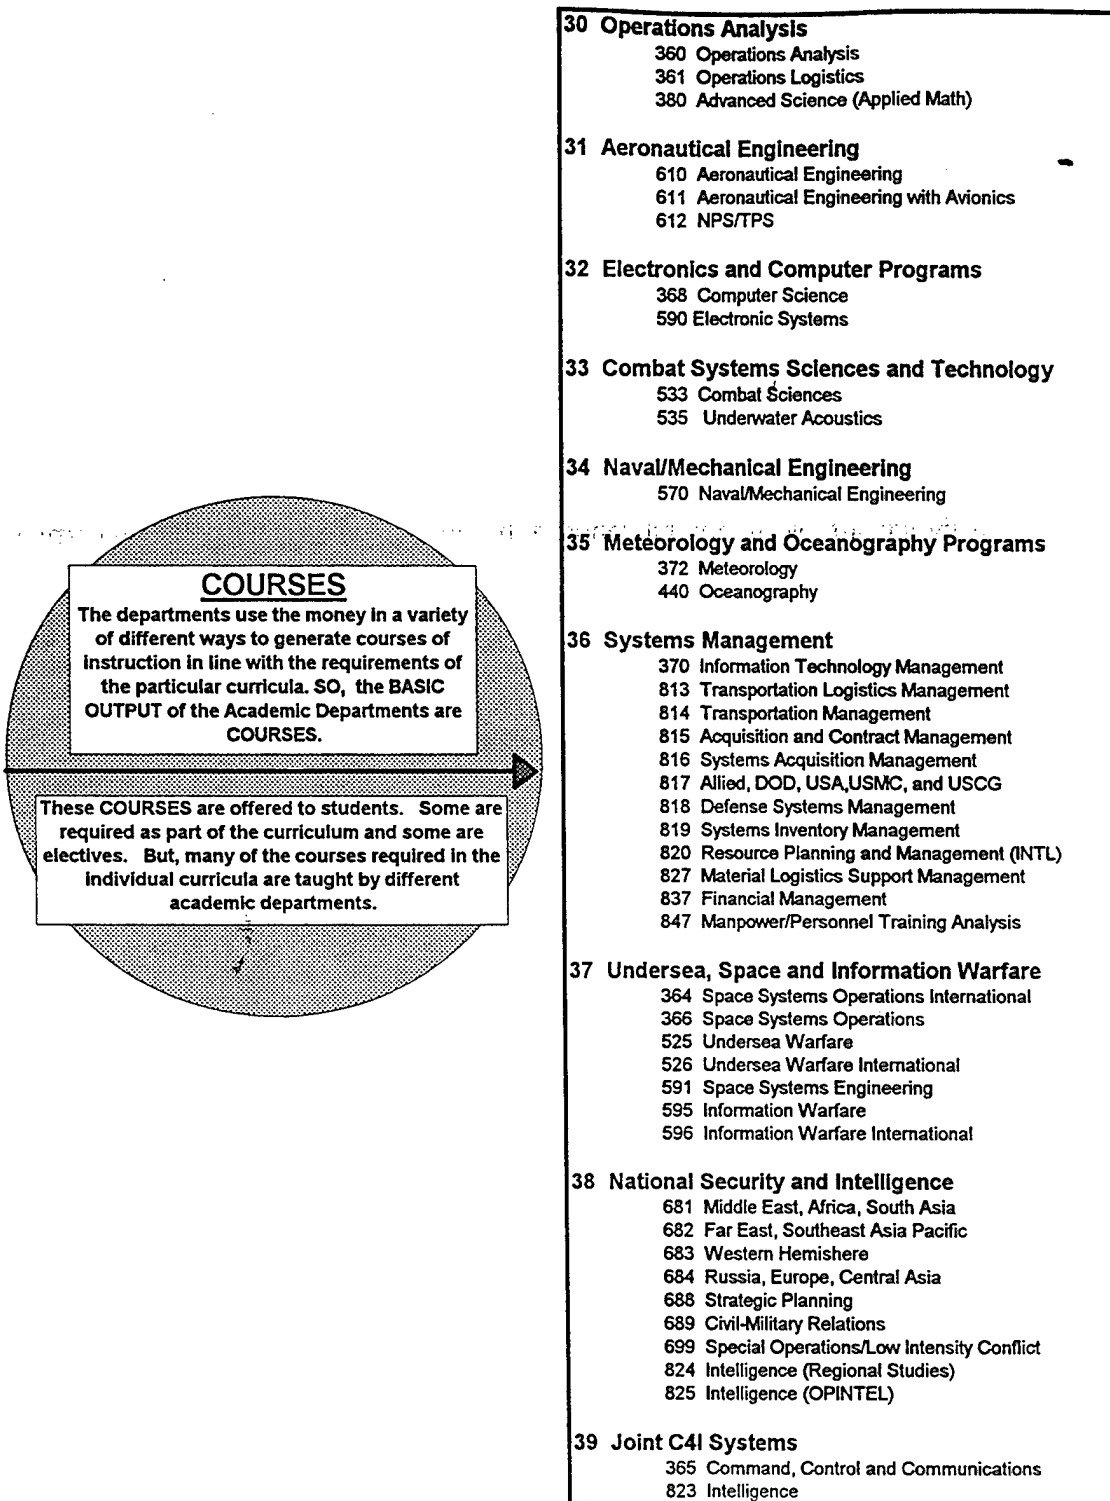 COURSES
The departments use the money in a variety
of different ways to generate courses of
instruction in line with the requirements of
the particular curricula. SO, the BASIC
OUTPUT of the Academic Departments are
COURSES.
These COURSES are offered to students. Some are
required as part of the curriculum and some are
electives. But, many of the courses required in the
individual curricula are taught by different
academic departments.
30 Operations Analysis
360 Operations Analysis
361 Operations Logistics
380 Advanced Science (Applied Math)
31 Aeronautical Engineering
610 Aeronautical Engineering
611 Aeronautical Engineering with Avionics
612 NPS/TPS
32 Electronics and Computer Programs
368 Computer Science
590 Electronic Systems
33 Combat Systems Sciences and Technology
533 Combat Sciences
535 Underwater Acoustics
34 Naval/Mechanical Engineering
570 Naval/Mechanical Engineering
35 Meteorology and Oceanography Programs
372 Meteorology
440 Oceanography
36 Systems Management
370 Information Technology Management
813 Transportation Logistics Management
814 Transportation Management
815 Acquisition and Contract Management
816 Systems Acquisition Management
817 Allied, DOD, USA,USMC, and USCG
818 Defense Systems Management
819 Systems Inventory Management
820 Resource Planning and Management (INTL)
827 Material Logistics Support Management
837 Financial Management
847 Manpower/Personnel Training Analysis
37 Undersea, Space and Information Warfare
364 Space Systems Operations International
366 Space Systems Operations
525 Undersea Warfare
526 Undersea Warfare International
591 Space Systems Engineering
595 Information Warfare
596 Information Warfare International
38 National Security and Intelligence
681 Middle East, Africa, South Asia
682 Far East, Southeast Asia Pacific
683 Western Hemishere
684 Russia, Europe, Central Asia
688 Strategic Planning
689 Civil-Military Relations
699 Special Operations/Low Intensity Conflict
824 Intelligence (Regional Studies)
825 Intelligence (OPINTEL)
39 Joint C4I Systems
365 Command, Control and Communications
823 Intelligence